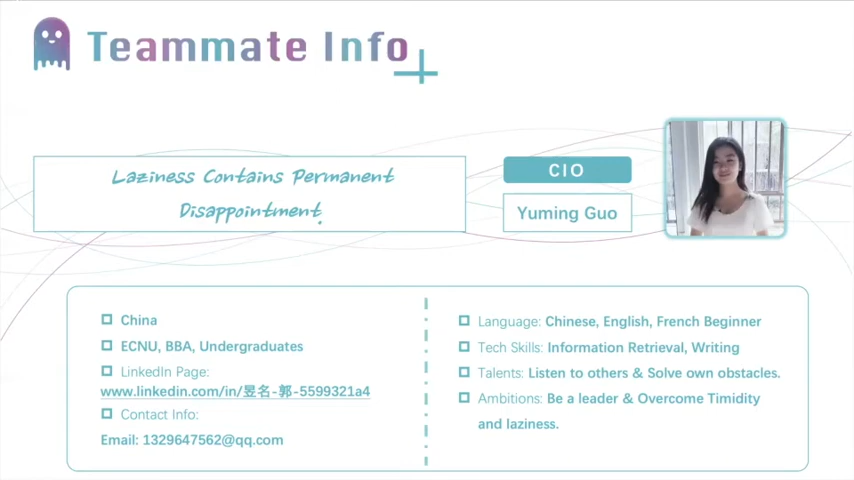 Teammate Info
Laziness Contains Permanent
Disappointment.
CIO
Yuming Guo
China
ECNU, BBA, Undergraduates
LinkedIn Page:
www.linkedin.com/in/昱名-郭-5599321a4
Contact Info:
Email: 1329647562@qq.com
Language: Chinese, English, French Beginner
Tech Skills: Information Retrieval, Writing
Talents: Listen to others & Solve own obstacles.
Ambitions: Be a leader & Overcome Timidity
and laziness.